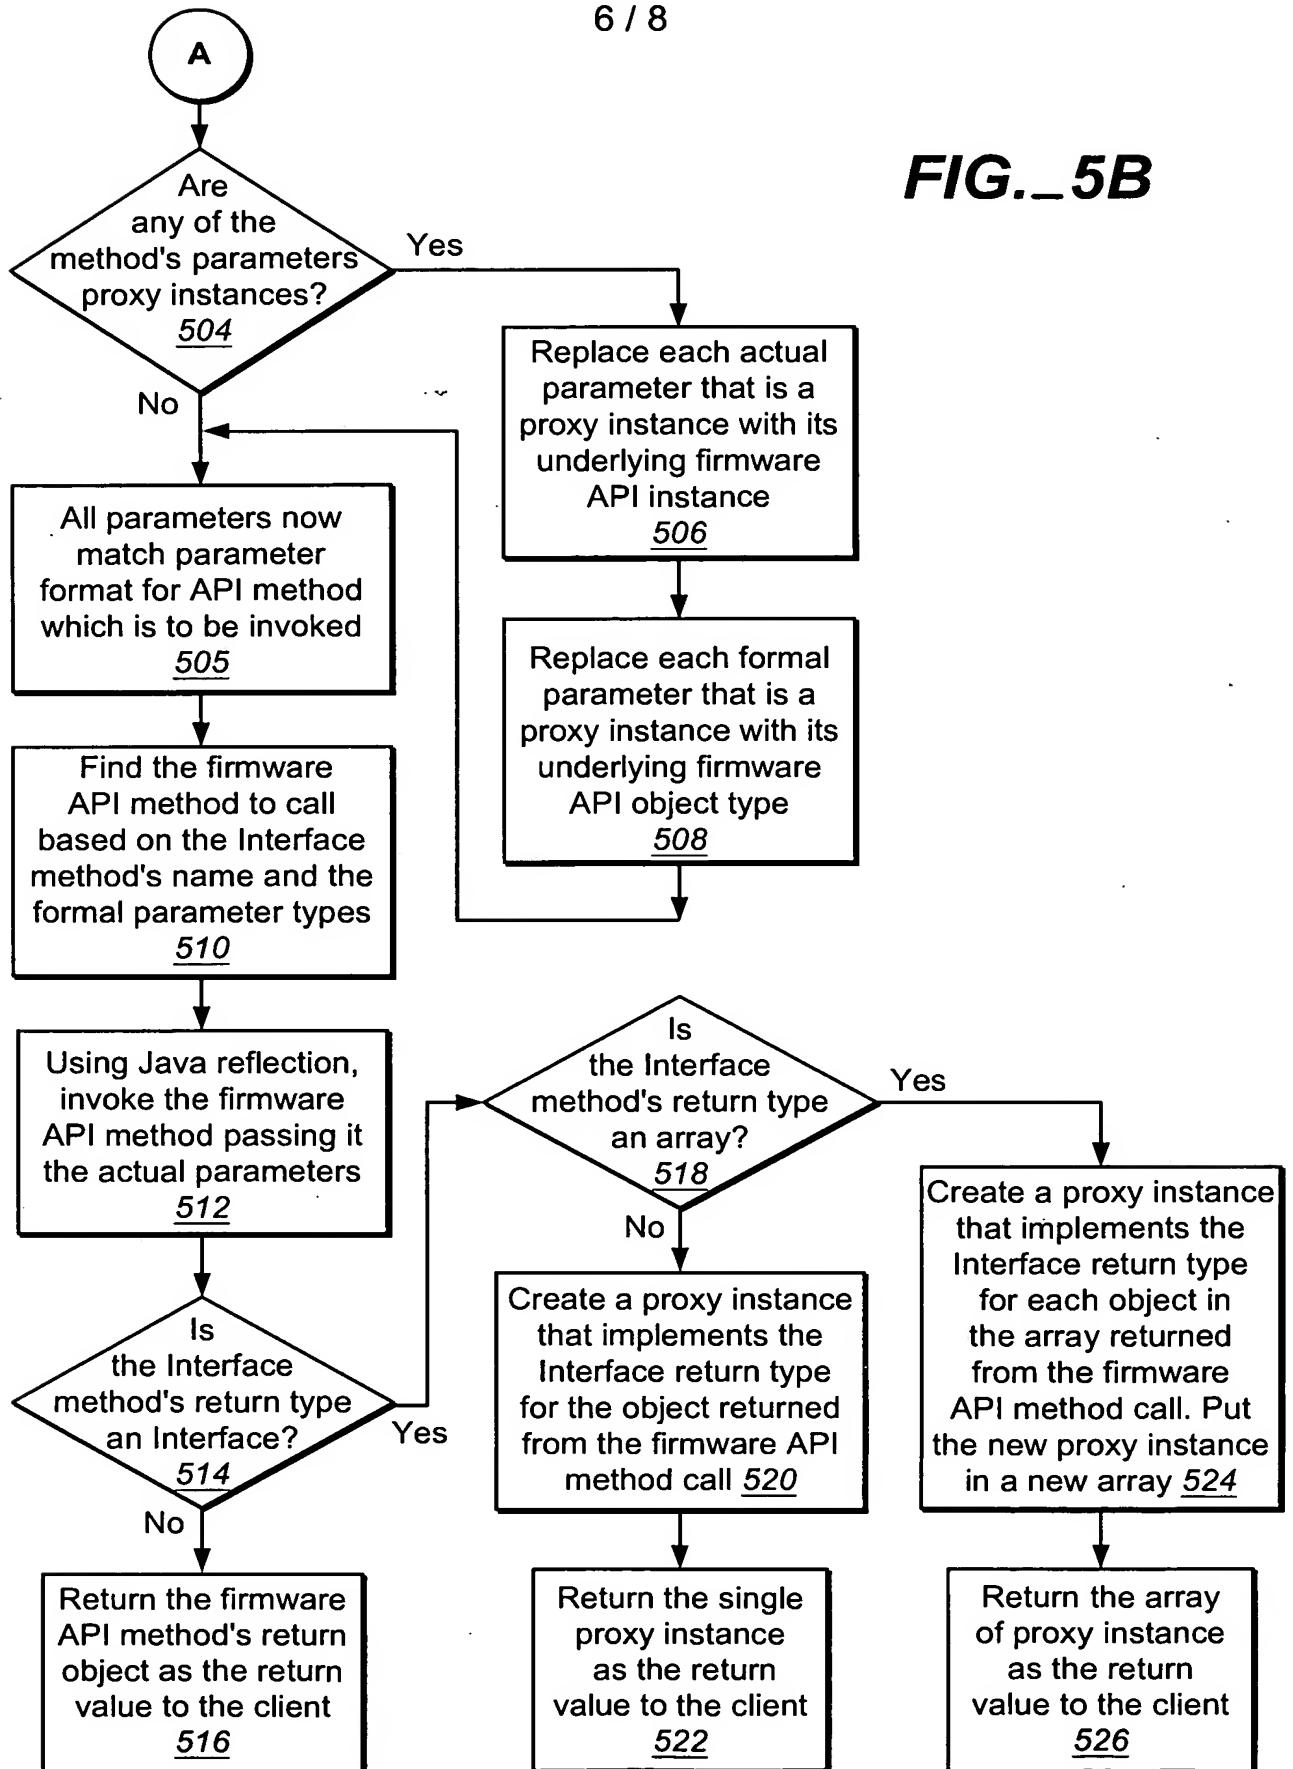 6 / 8
A
FIG._5B
Are
any of the
method's parameters
proxy instances?
504
Yes
No
Replace each actual
parameter that is a
proxy instance with its
underlying firmware
API instance
506
Replace each formal
parameter that is a
proxy instance with its
underlying firmware
API object type
508
All parameters now
match parameter
format for API method
which is to be invoked
505
Find the firmware
API method to call
based on the Interface
method's name and the
formal parameter types
510
Using Java reflection,
invoke the firmware
API method passing it
the actual parameters
512
Is
the Interface
method's return type
an Interface?
514
Yes
No
Return the firmware
API method's return
object as the return
value to the client
516
Is
the Interface
method's return type
an array?
518
Yes
No
Create a proxy instance
that implements the
Interface return type
for the object returned
from the firmware API
method call 520
Return the single
proxy instance
as the return
value to the client
522
Create a proxy instance
that implements the
Interface return type
for each object in
the array returned
from the firmware
API method call. Put
the new proxy instance
in a new array 524
Return the array
of proxy instance
as the return
value to the client
526